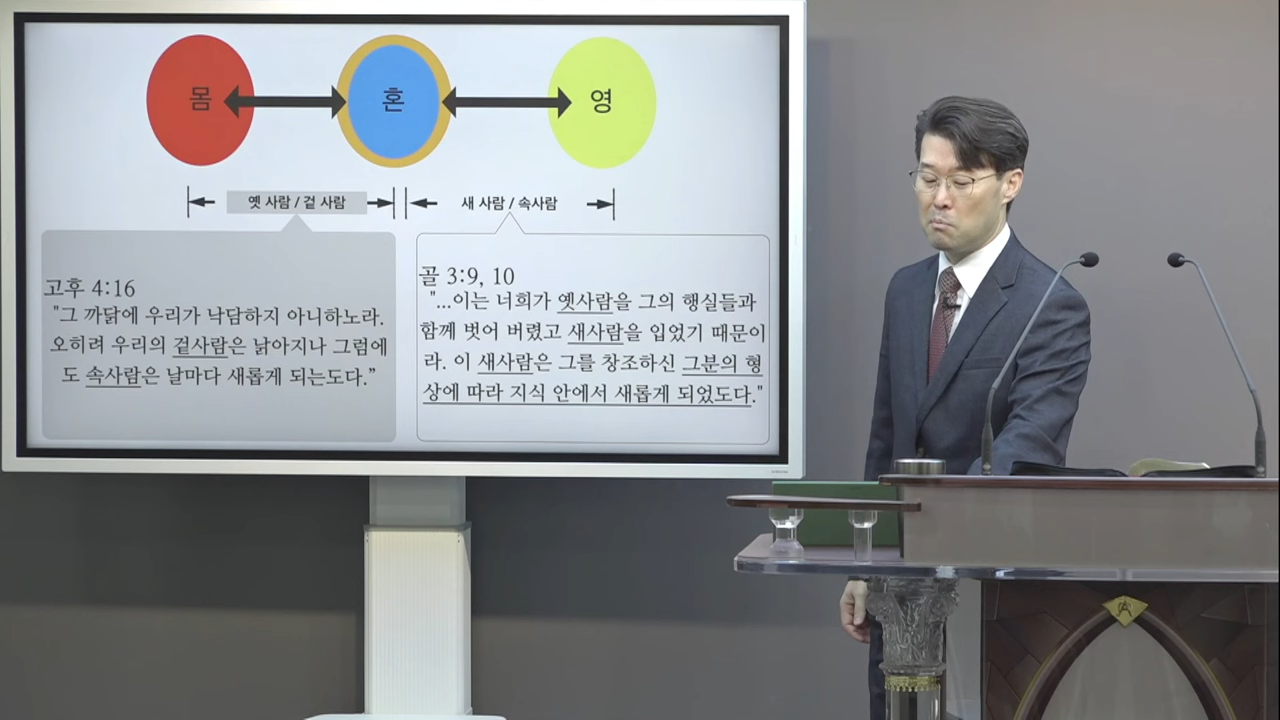 몸
혼
영
옛 사람 / 겉 사람
새 사람 / 속사람
고후 4:16
"그 까닭에 우리가 낙담하지 아니하노라.
오히려 우리의 겉사람은 낡아지나 그럼에
도 속사람은 날마다 새롭게 되는도다.”
골 3:9, 10
"...이는 너희가 옛사람을 그의 행실들과
함께 벗어 버렸고 새사람을 입었기 때문이
라. 이 새사람은 그를 창조하신 그분의 형
상에 따라 지식 안에서 새롭게 되었도다."